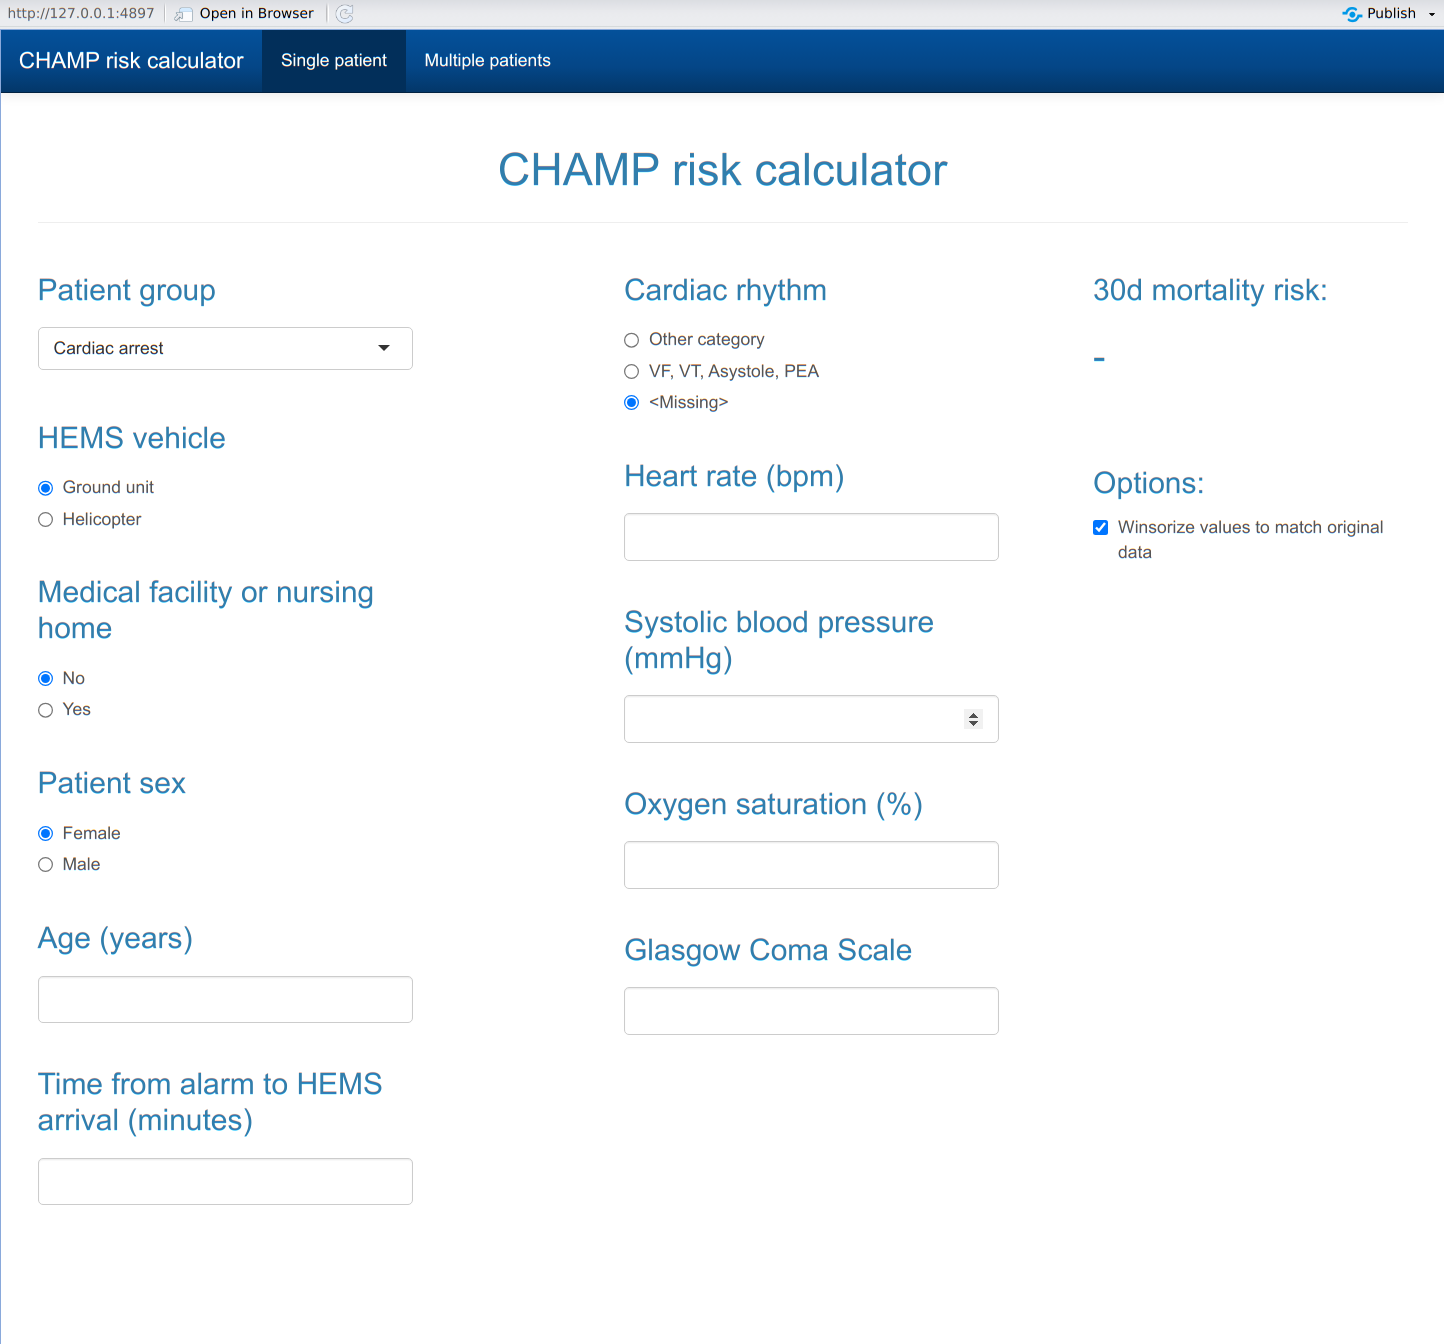 http://127.0.0.1:4897 Open in Browser Publish
CHAMP risk calculator Single patient Multiple patients
CHAMP risk calculator
Patient group
Cardiac arrest
HEMS vehicle
Ground unit
Helicopter
Medical facility or nursing
home
No
Yes
Patient sex
Female
Male
Age (years)
Time from alarm to HEMS
arrival (minutes)
Cardiac rhythm
Other category
VF, VT, Asystole, PEA
<Missing>
Heart rate (bpm)
Systolic blood pressure
(mmHg)
Oxygen saturation (%)
Glasgow Coma Scale
30d mortality risk:
-
Options:
Winsorize values to match original
data